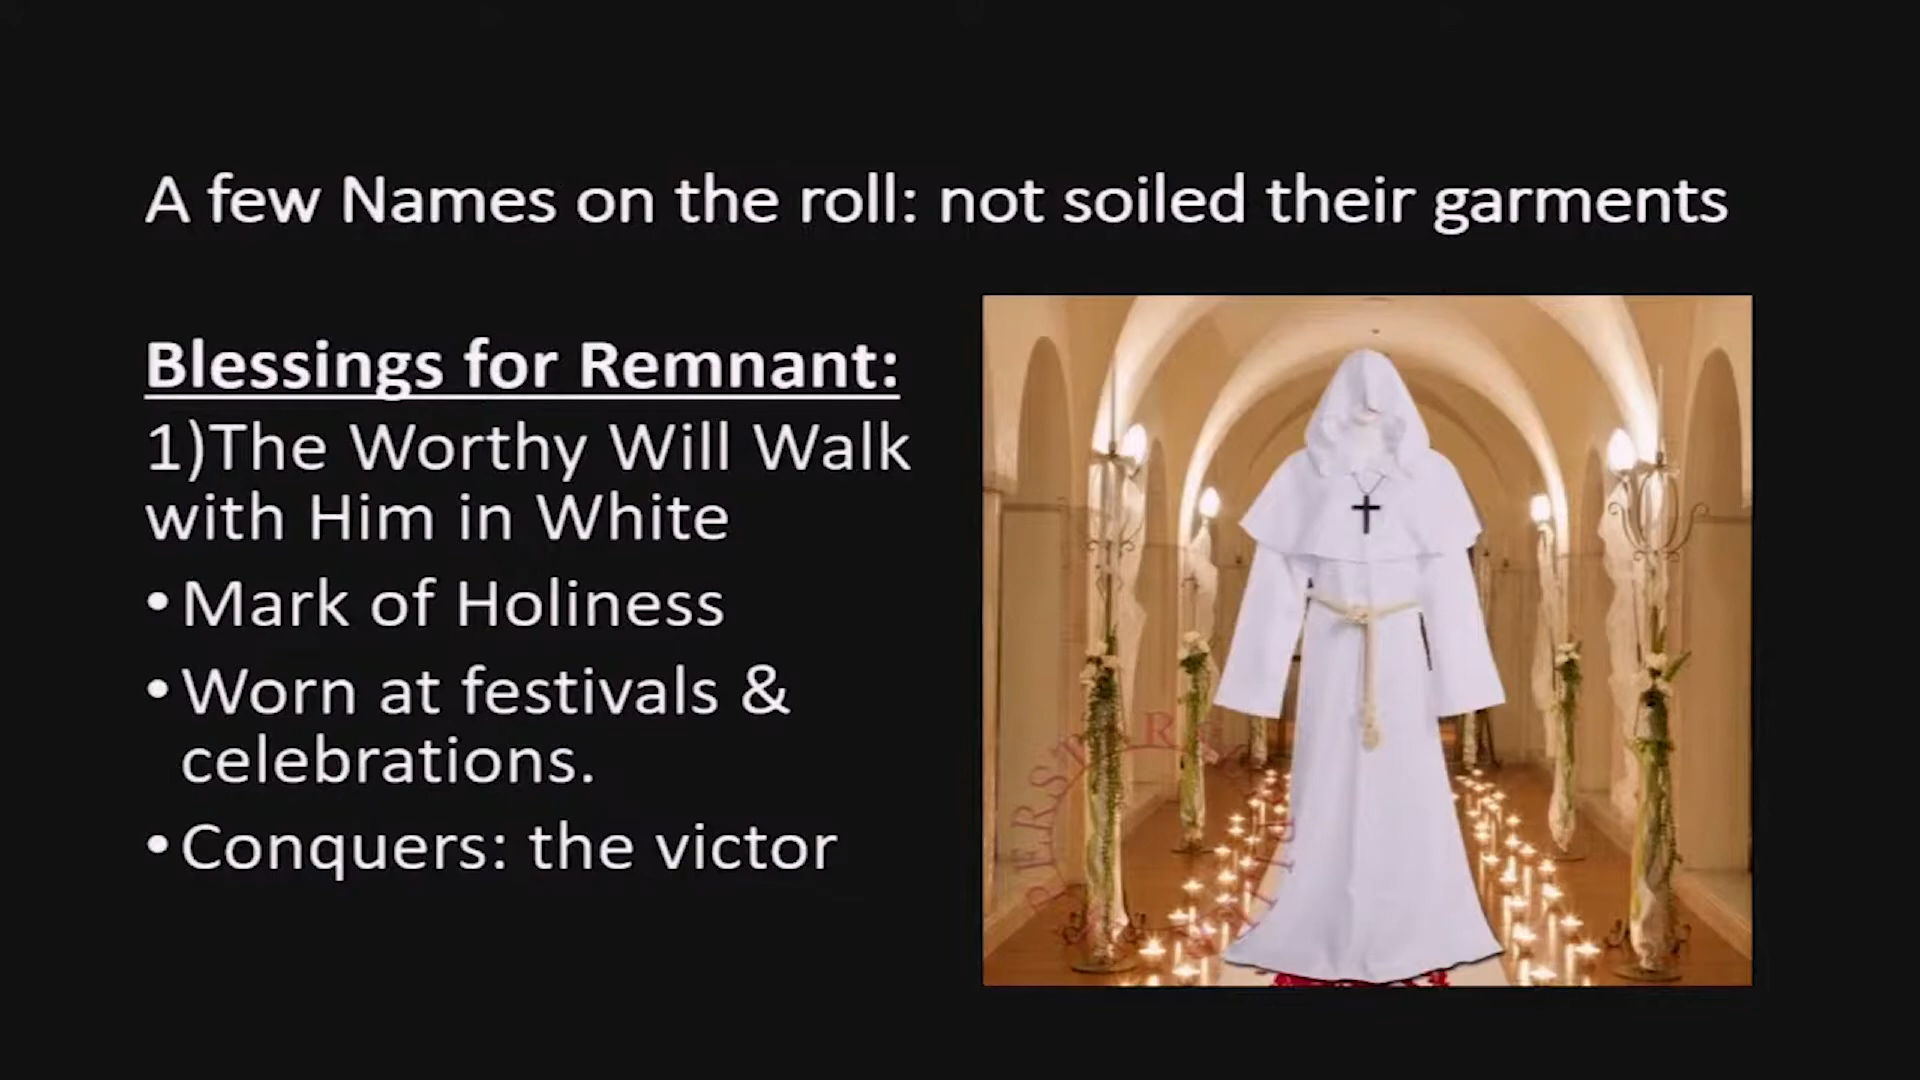 A few Names on the roll: not soiled their garments
Blessings for Remnant:
1)The Worthy Will Walk
with Him in White
• Mark of Holiness
• Worn at festivals &
celebrations.
• Conquers: the victor